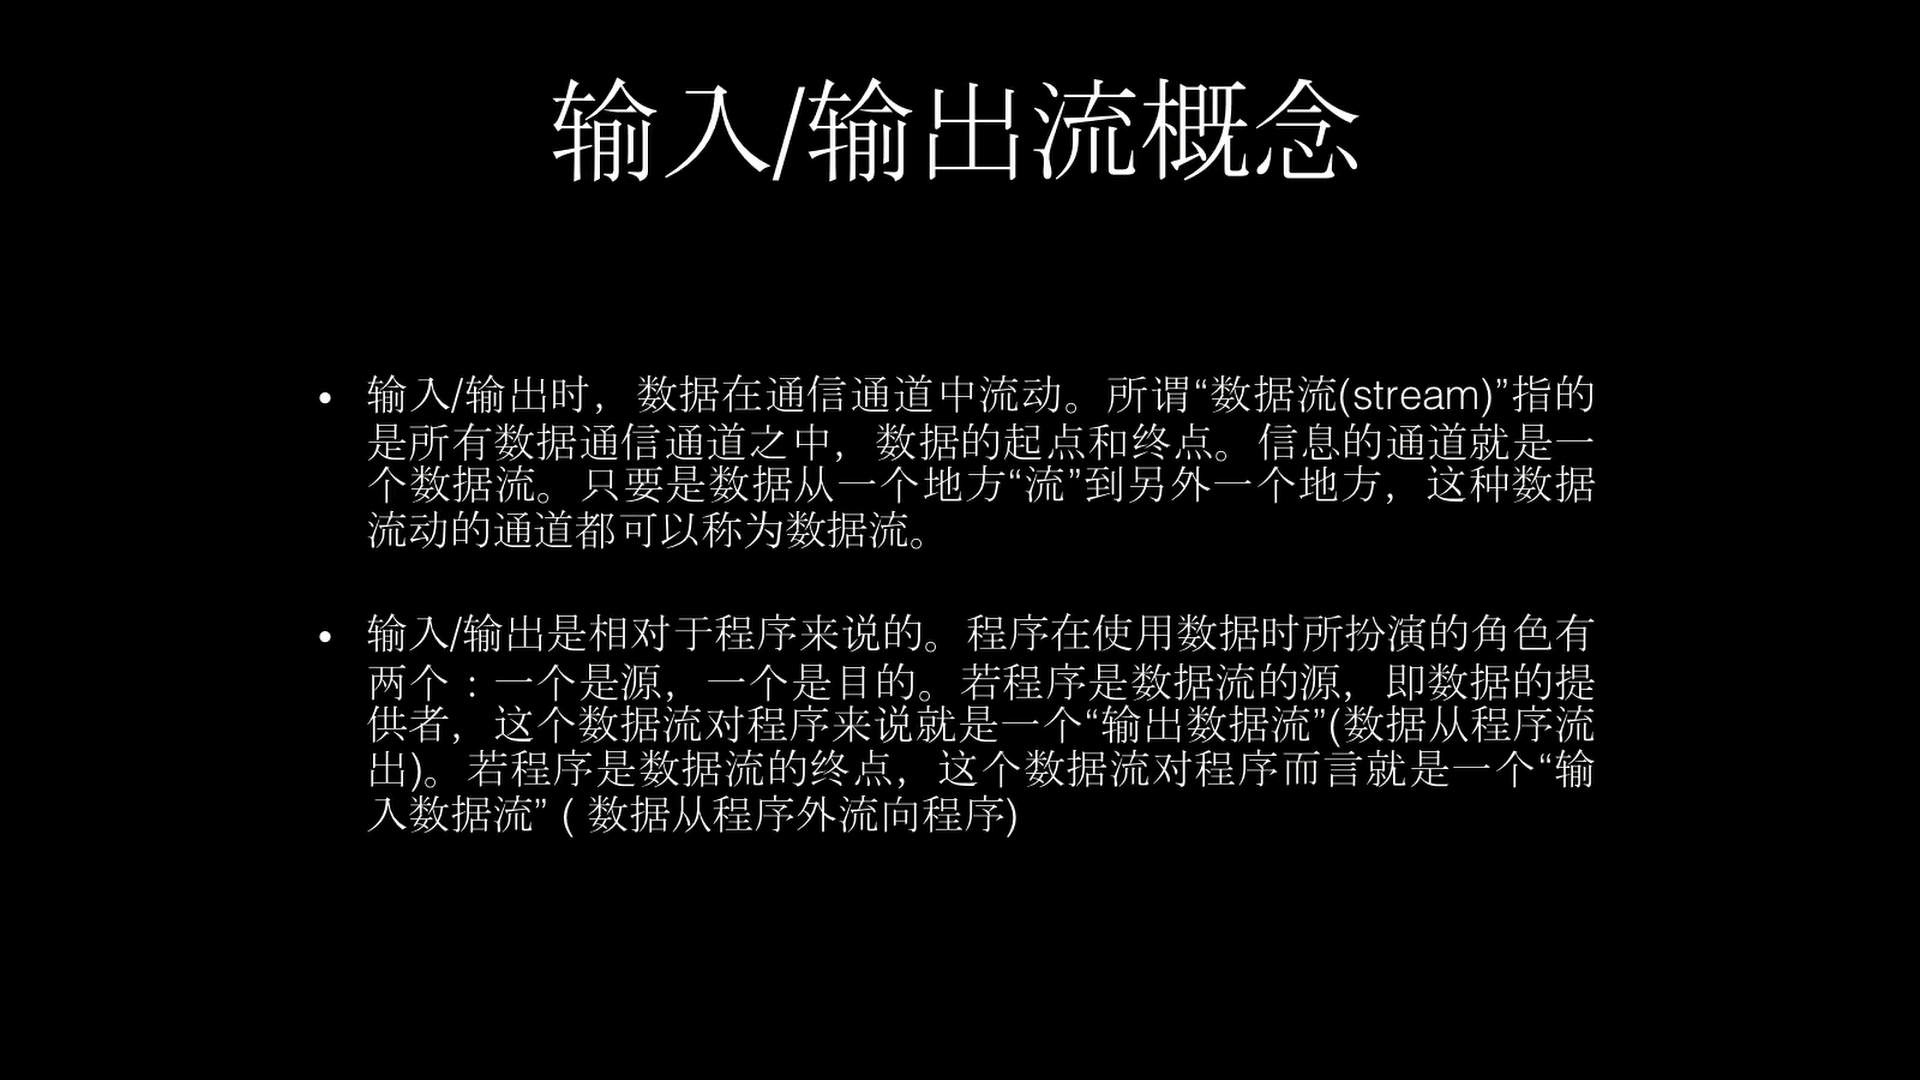 输入/输出流概念
• 输入/输出时，数据在通信通道中流动。所谓“数据流(stream)”指的
是所有数据通信通道之中，数据的起点和终点。信息的通道就是一
个数据流。只要是数据从一个地方“流”到另外一个地方，这种数据
流动的通道都可以称为数据流。
• 输入/输出是相对于程序来说的。程序在使用数据时所扮演的角色有
两个：一个是源，一个是目的。若程序是数据流的源，即数据的提
供者，这个数据流对程序来说就是一个“输出数据流”(数据从程序流
出)。若程序是数据流的终点，这个数据流对程序而言就是一个“输
入数据流” ( 数据从程序外流向程序)